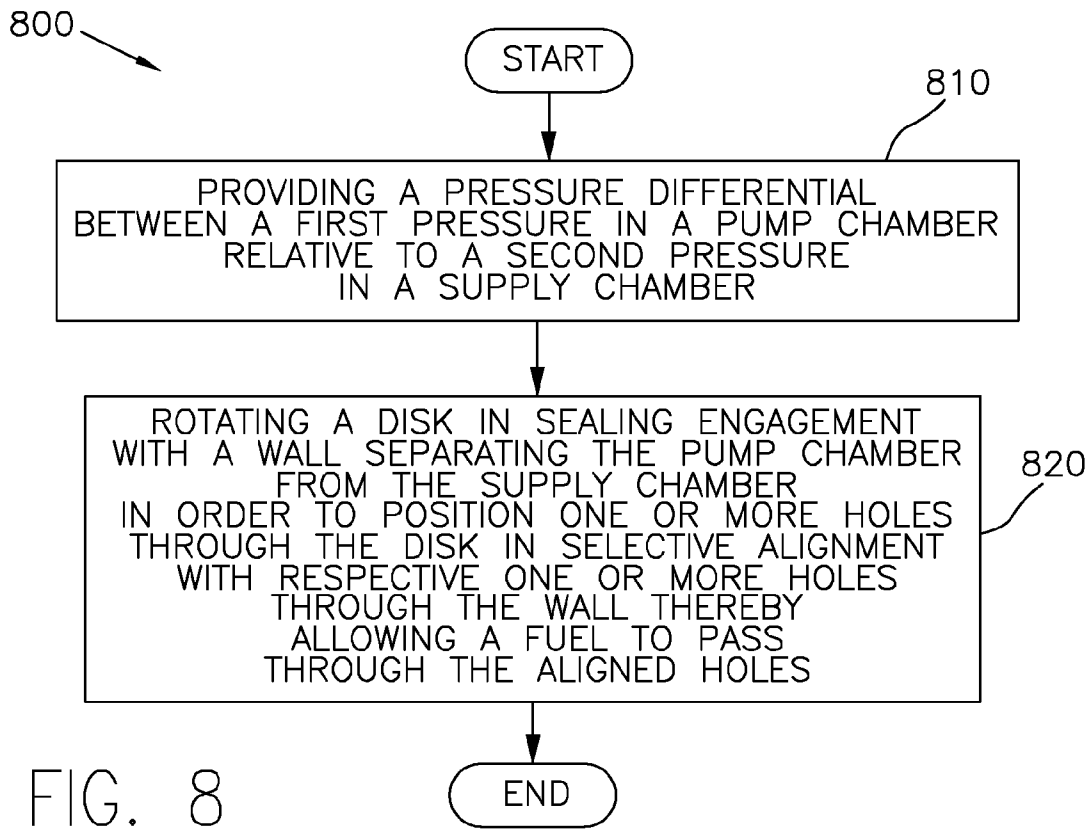 800
START
810
PROVIDING A PRESSURE DIFFERENTIAL
BETWEEN A FIRST PRESSURE IN A PUMP CHAMBER
RELATIVE TO A SECOND PRESSURE
IN A SUPPLY CHAMBER
ROTATING A DISK IN SEALING ENGAGEMENT
WITH A WALL SEPARATING THE PUMP CHAMBER
FROM THE SUPPLY CHAMBER
IN ORDER TO POSITION ONE OR MORE HOLES
THROUGH THE DISK IN SELECTIVE ALIGNMENT
WITH RESPECTIVE ONE OR MORE HOLES
THROUGH THE WALL THEREBY
ALLOWING A FUEL TO PASS
THROUGH THE ALIGNED HOLES
820
END
FIG. 8